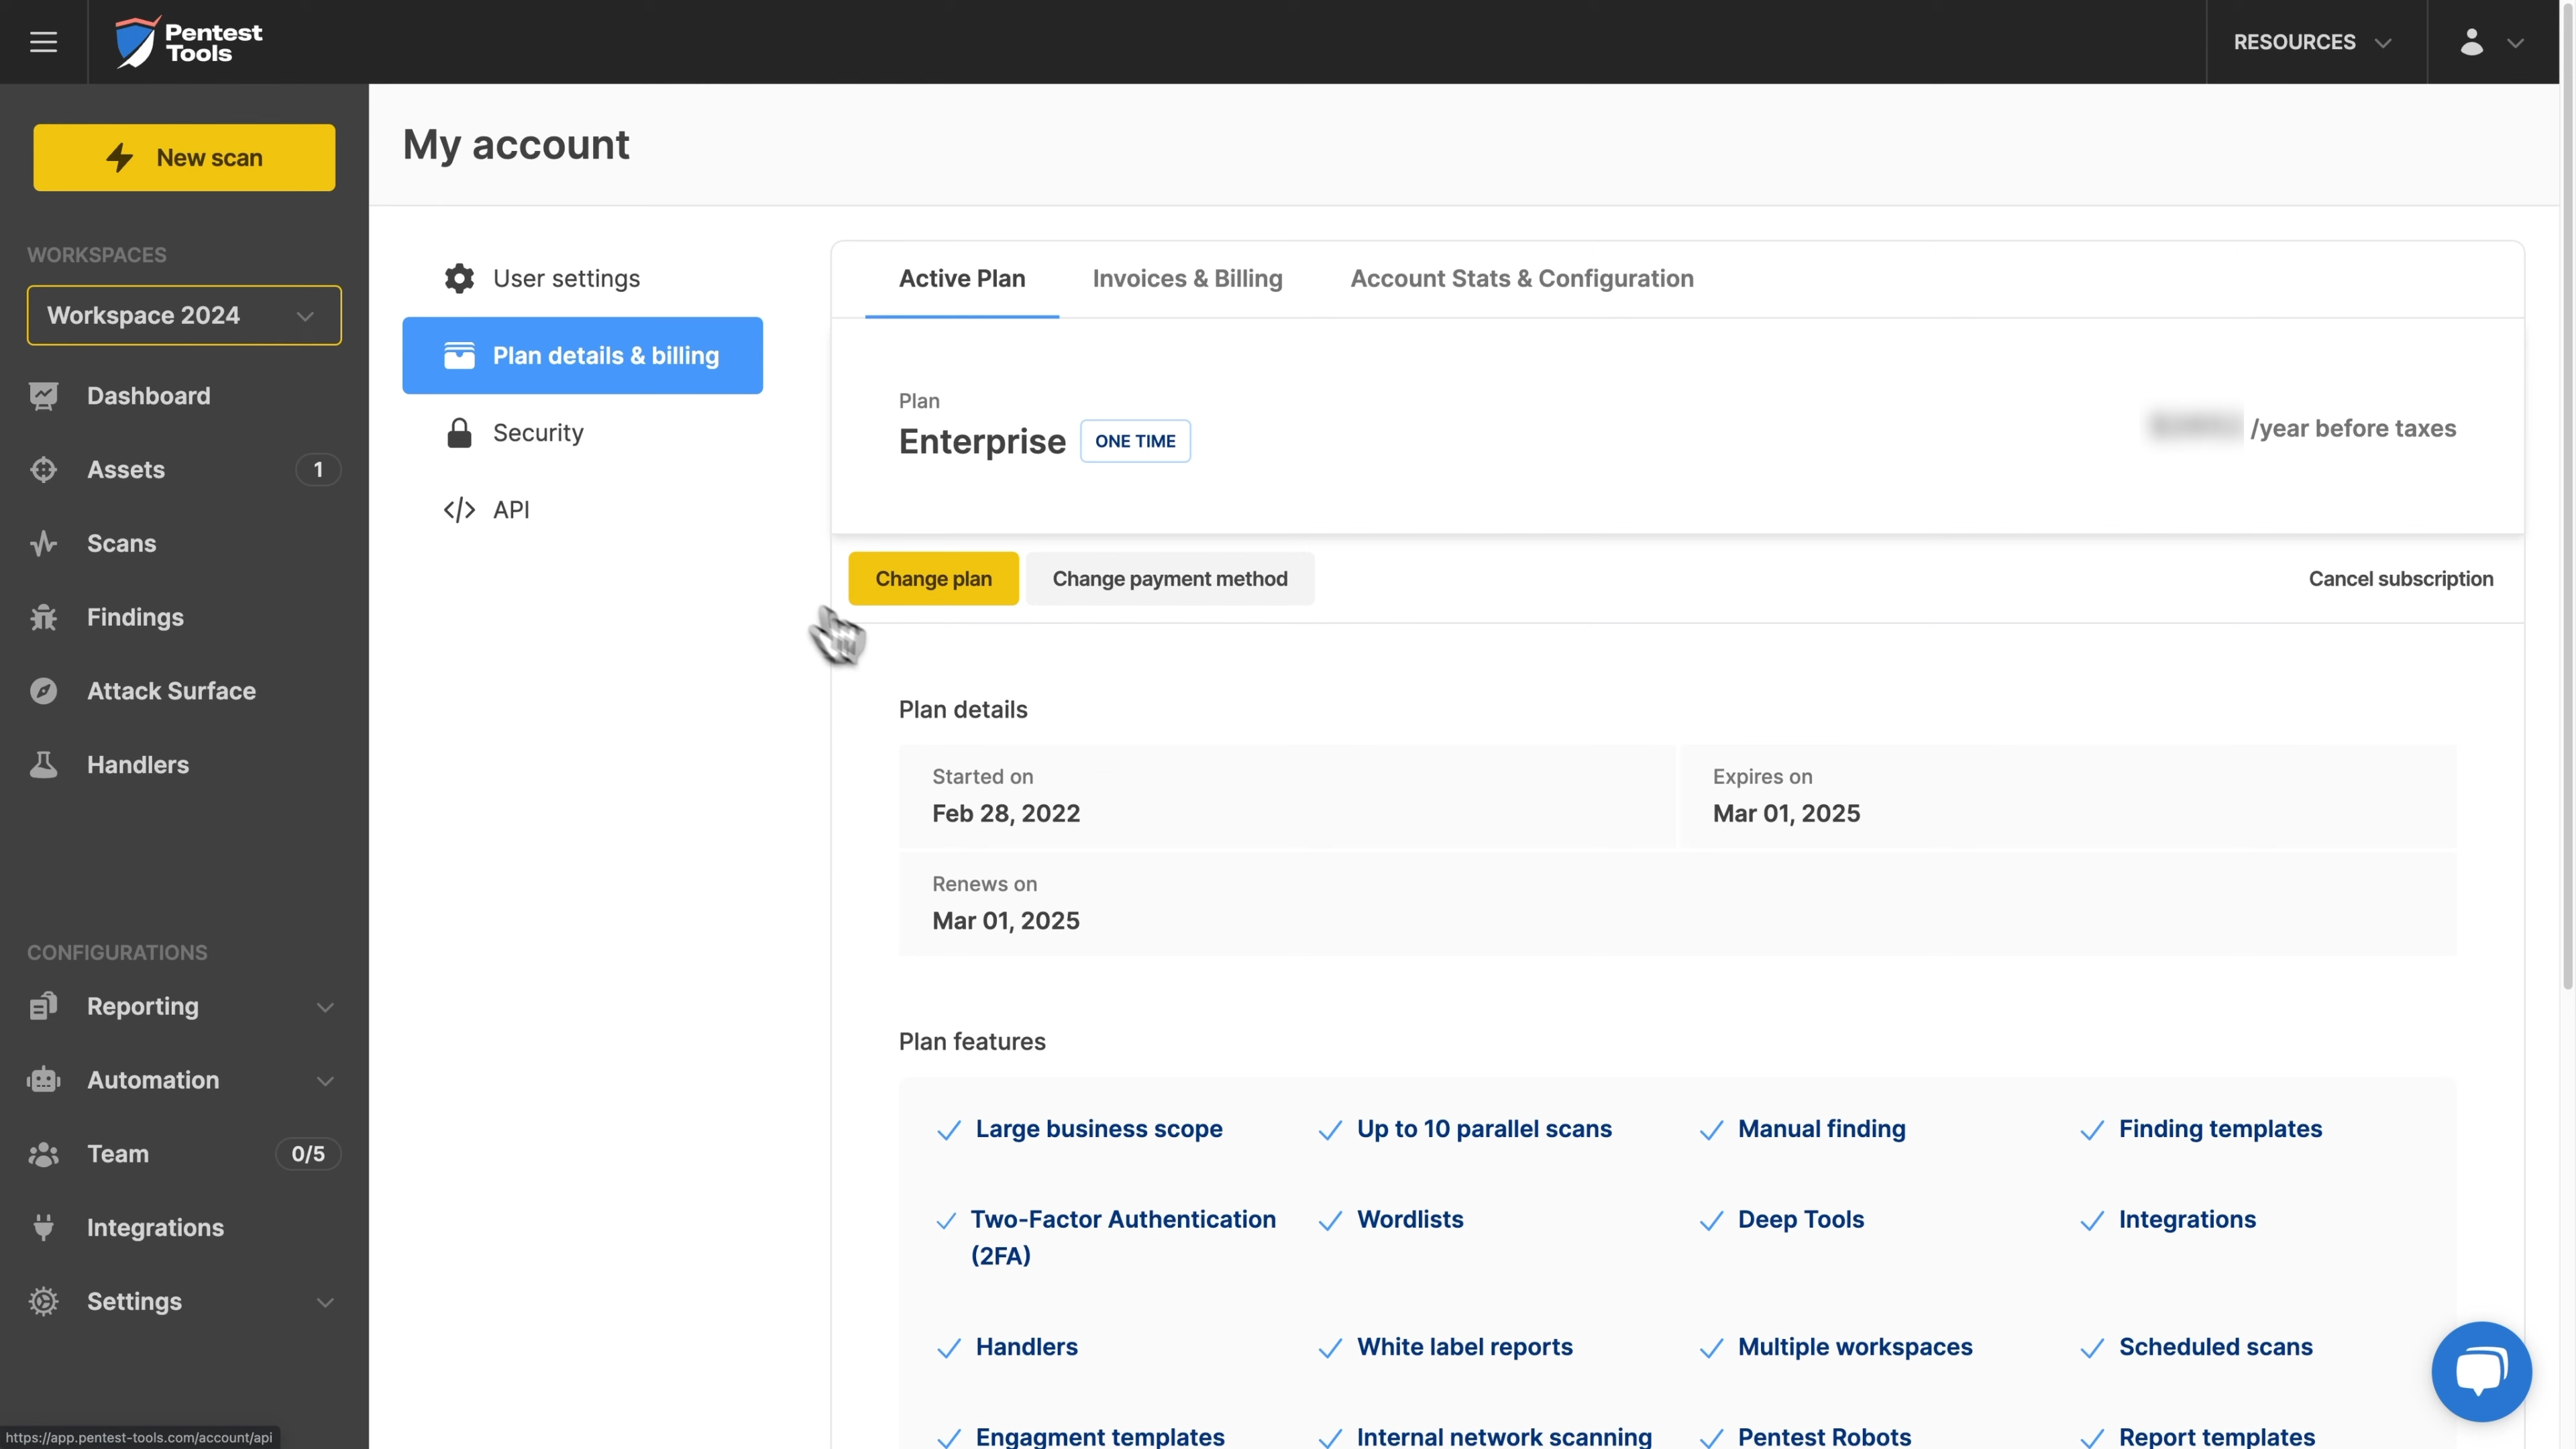 Pentest
Tools
RESOURCES
New scan
My account
WORKSPACES
Workspace 2024
Dashboard
Assets 1
Scans
Findings
Attack Surface
Handlers
CONFIGURATIONS
Reporting
Automation
Team 0/5
Integrations
Settings
User settings
Plan details & billing
Security
API
Active Plan Invoices & Billing Account Stats & Configuration
Plan
Enterprise ONE TIME
/year before taxes
Change plan Change payment method Cancel subscription
Plan details
Started on Expires on
Feb 28, 2022 Mar 01, 2025
Renews on
Mar 01, 2025
Plan features
Large business scope Up to 10 parallel scans Manual finding Finding templates
Two-Factor Authentication Wordlists Deep Tools Integrations
(2FA)
Handlers White label reports Multiple workspaces Scheduled scans
Engagment templates Internal network scanning Pentest Robots Report templates
https://app.pentest-tools.com/account/api